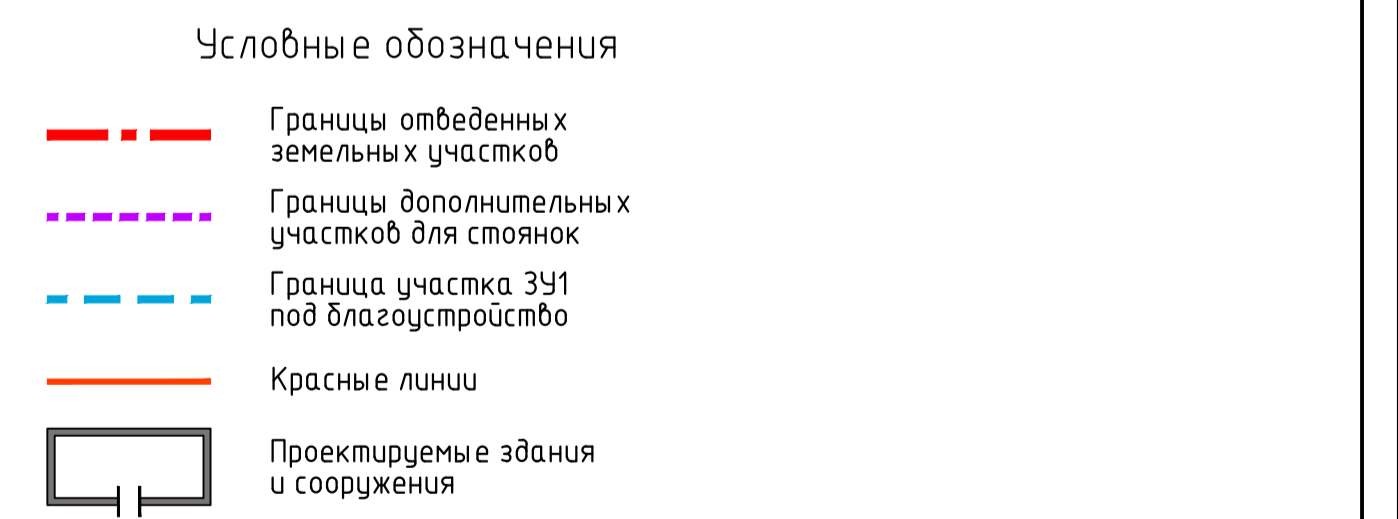 Условные обозначения
Границы отведенных
земельных участков
Границы дополнительных
участков для стоянок
Граница участка ЗУ1
под благоустройство
Красные линии
Проектируемые здания
и сооружения